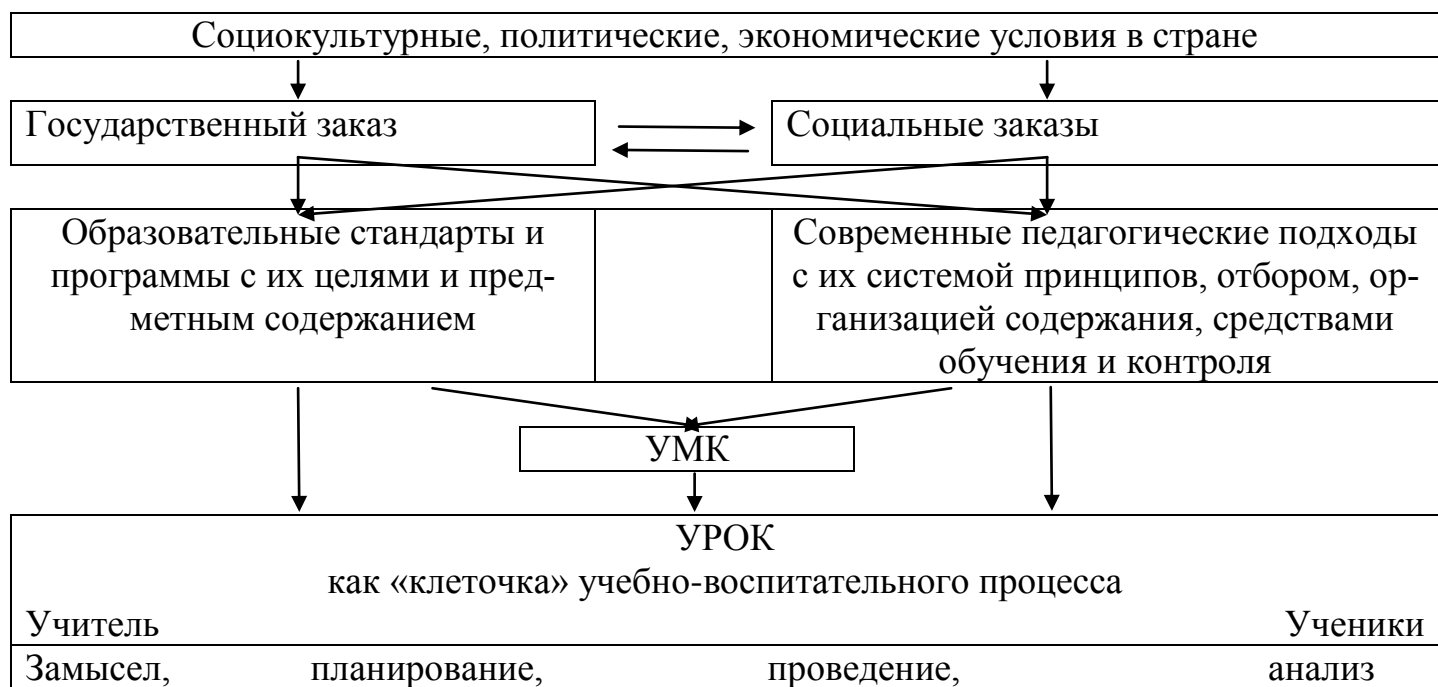 Социокультурные, политические, экономические условия в стране
Государственный заказ
Социальные заказы
Образовательные стандарты и
программы с их целями и пред-
метным содержанием
Современные педагогические подходы
с их системой принципов, отбором, ор-
ганизацией содержания, средствами
обучения и контроля
УМК
УРОК
как «клеточка» учебно-воспитательного процесса
Учитель Ученики
Замысел, планирование, проведение, анализ